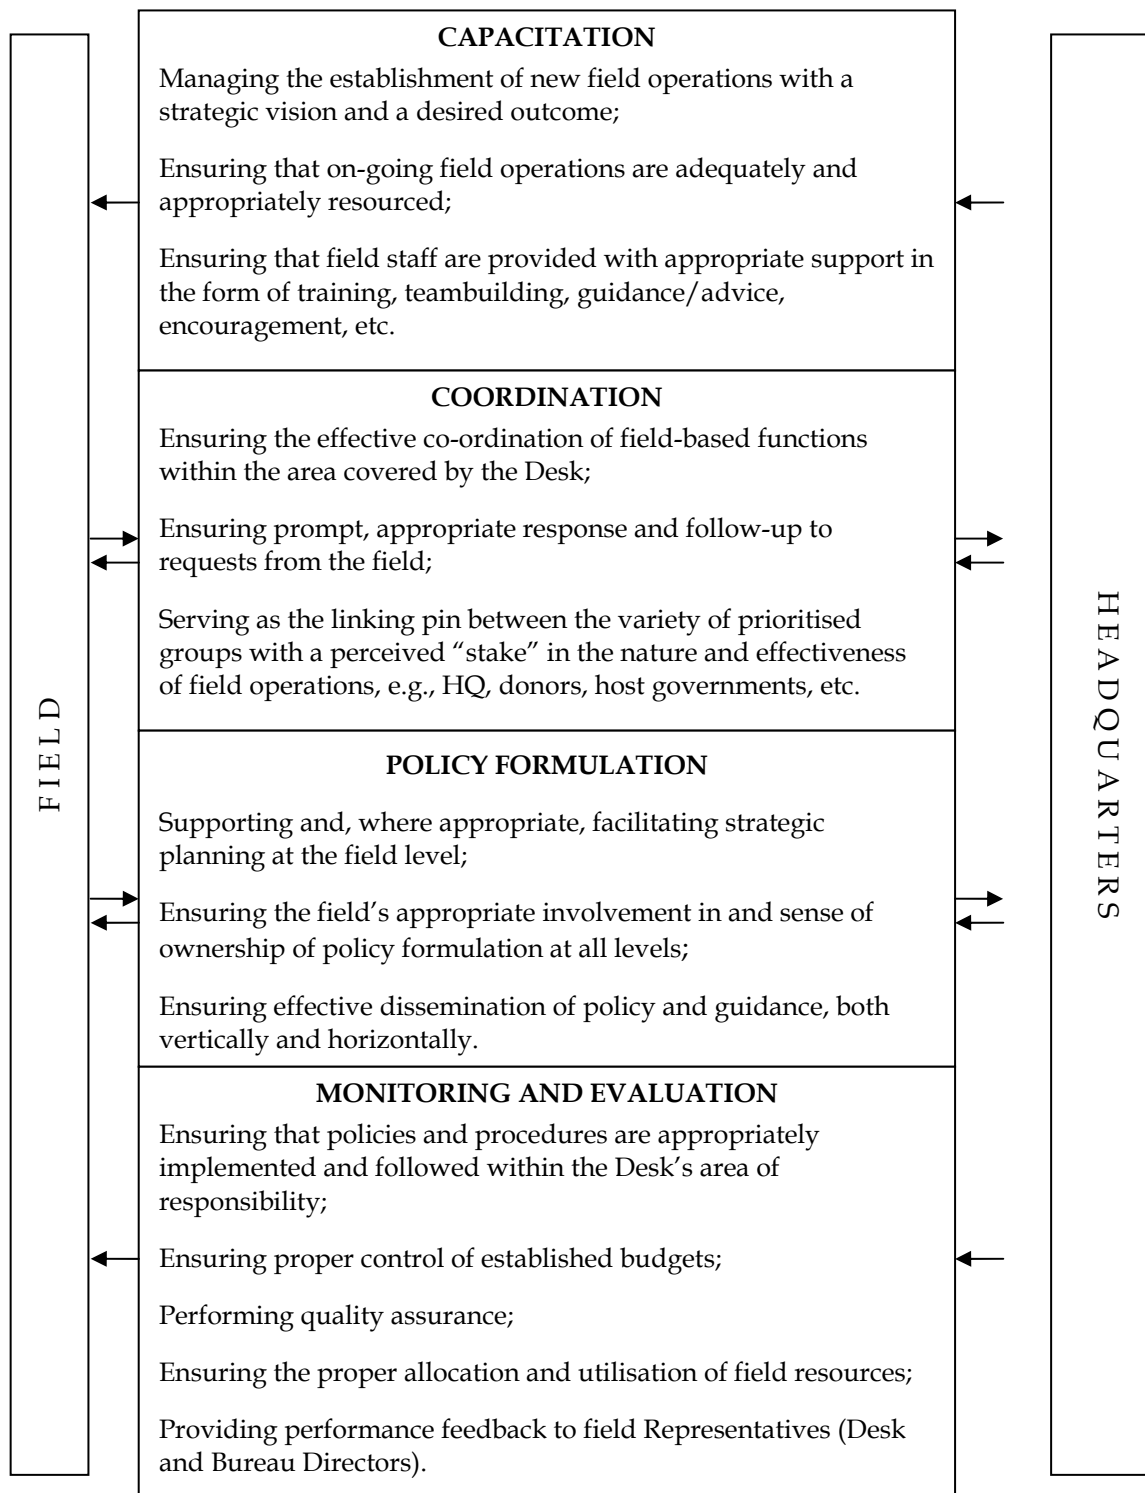 CAPACITATION
Managing the establishment of new field operations with a
strategic vision and a desired outcome;
Ensuring that on-going field operations are adequately and
appropriately resourced;
Ensuring that field staff are provided with appropriate support in
the form of training, teambuilding, guidance/advice,
encouragement, etc.
COORDINATION
Ensuring the effective co-ordination of field-based functions
within the area covered by the Desk;
Ensuring prompt, appropriate response and follow-up to
requests from the field;
Serving as the linking pin between the variety of prioritised
groups with a perceived “stake” in the nature and effectiveness
of field operations, e.g., HQ, donors, host governments, etc.
POLICY FORMULATION
Supporting and, where appropriate, facilitating strategic
planning at the field level;
Ensuring the field’s appropriate involvement in and sense of
ownership of policy formulation at all levels;
Ensuring effective dissemination of policy and guidance, both
vertically and horizontally.
MONITORING AND EVALUATION
Ensuring that policies and procedures are appropriately
implemented and followed within the Desk’s area of
responsibility;
Ensuring proper control of established budgets;
Performing quality assurance;
Ensuring the proper allocation and utilisation of field resources;
Providing performance feedback to field Representatives (Desk
and Bureau Directors).
FIELD
HEADQUARTERS